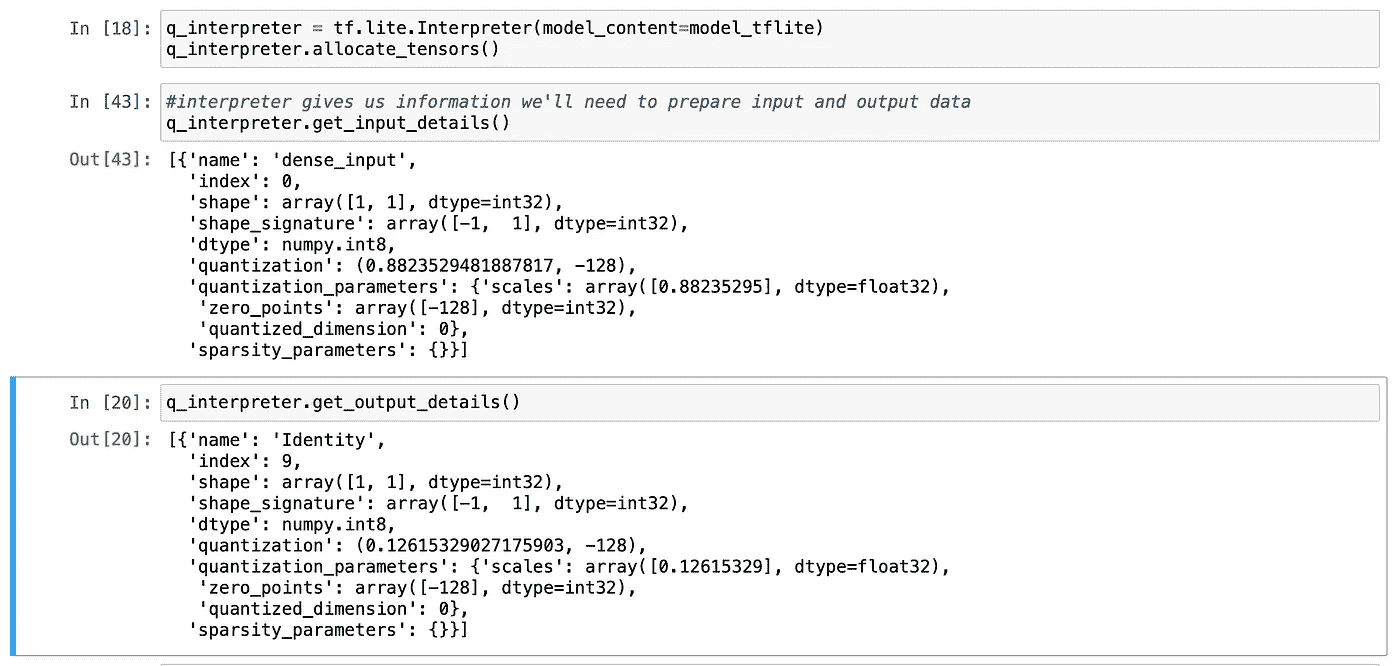 In [18]: q_interpreter = tf.lite.Interpreter(model_content=model_tflite)
q_interpreter.allocate_tensors()
In [43]: #interpreter gives us information we'll need to prepare input and output data
q_interpreter.get_input_details()
Out[43]: [{'name': 'dense_input',
'index': 0,
'shape': array([1, 1], dtype=int32),
'shape_signature': array([-1,  1], dtype=int32),
'dtype': numpy.int8,
'quantization': (0.8823529481887817, -128),
'quantization_parameters': {'scales': array([0.88235295], dtype=float32),
'zero_points': array([-128], dtype=int32),
'quantized_dimension': 0},
'sparsity_parameters': {}}]
In [20]: q_interpreter.get_output_details()
Out[20]: [{'name': 'Identity',
'index': 9,
'shape': array([1, 1], dtype=int32),
'shape_signature': array([-1,  1], dtype=int32),
'dtype': numpy.int8,
'quantization': (0.12615329027175903, -128),
'quantization_parameters': {'scales': array([0.12615329], dtype=float32),
'zero_points': array([-128], dtype=int32),
'quantized_dimension': 0},
'sparsity_parameters': {}}]